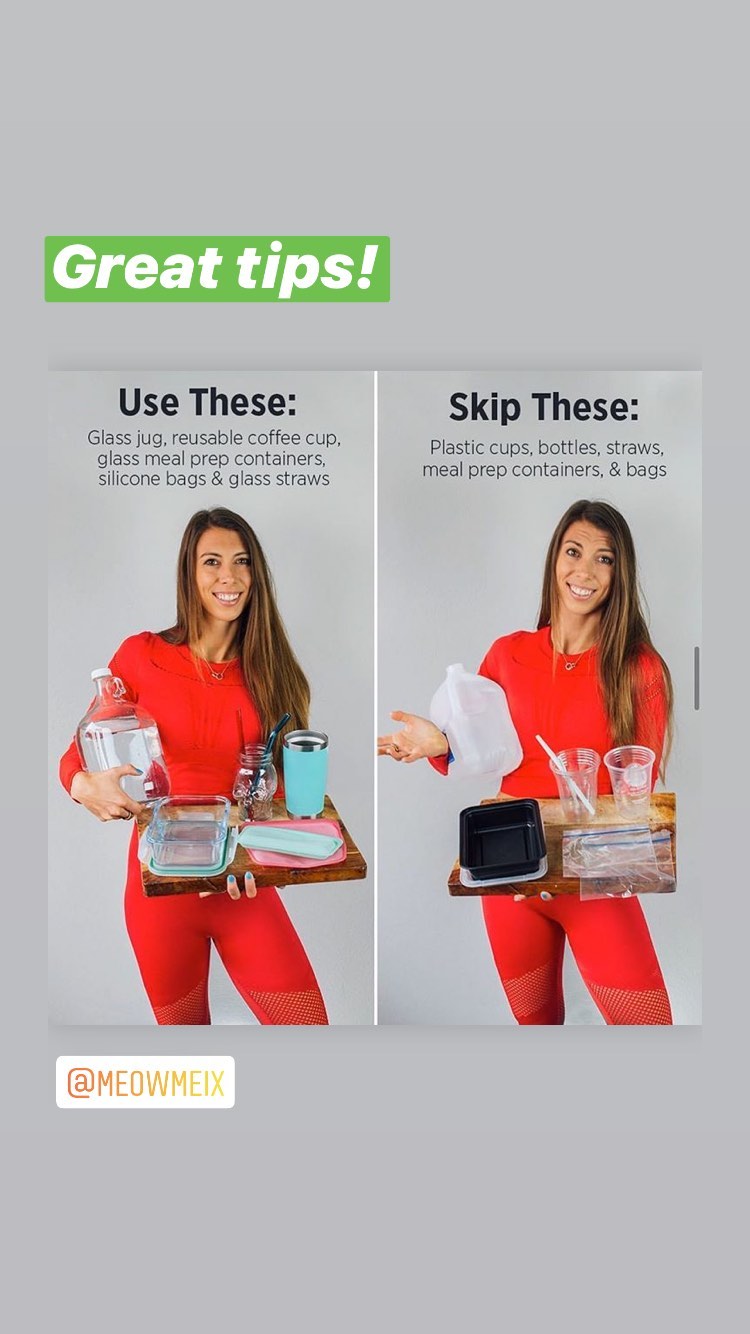 Great tips!
Use These:
Glass jug, reusable coffee cup,
glass meal prep containers,
silicone bags & glass straws
Skip These:
Plastic cups, bottles, straws,
meal prep containers, & bags
@MEOWMEIX